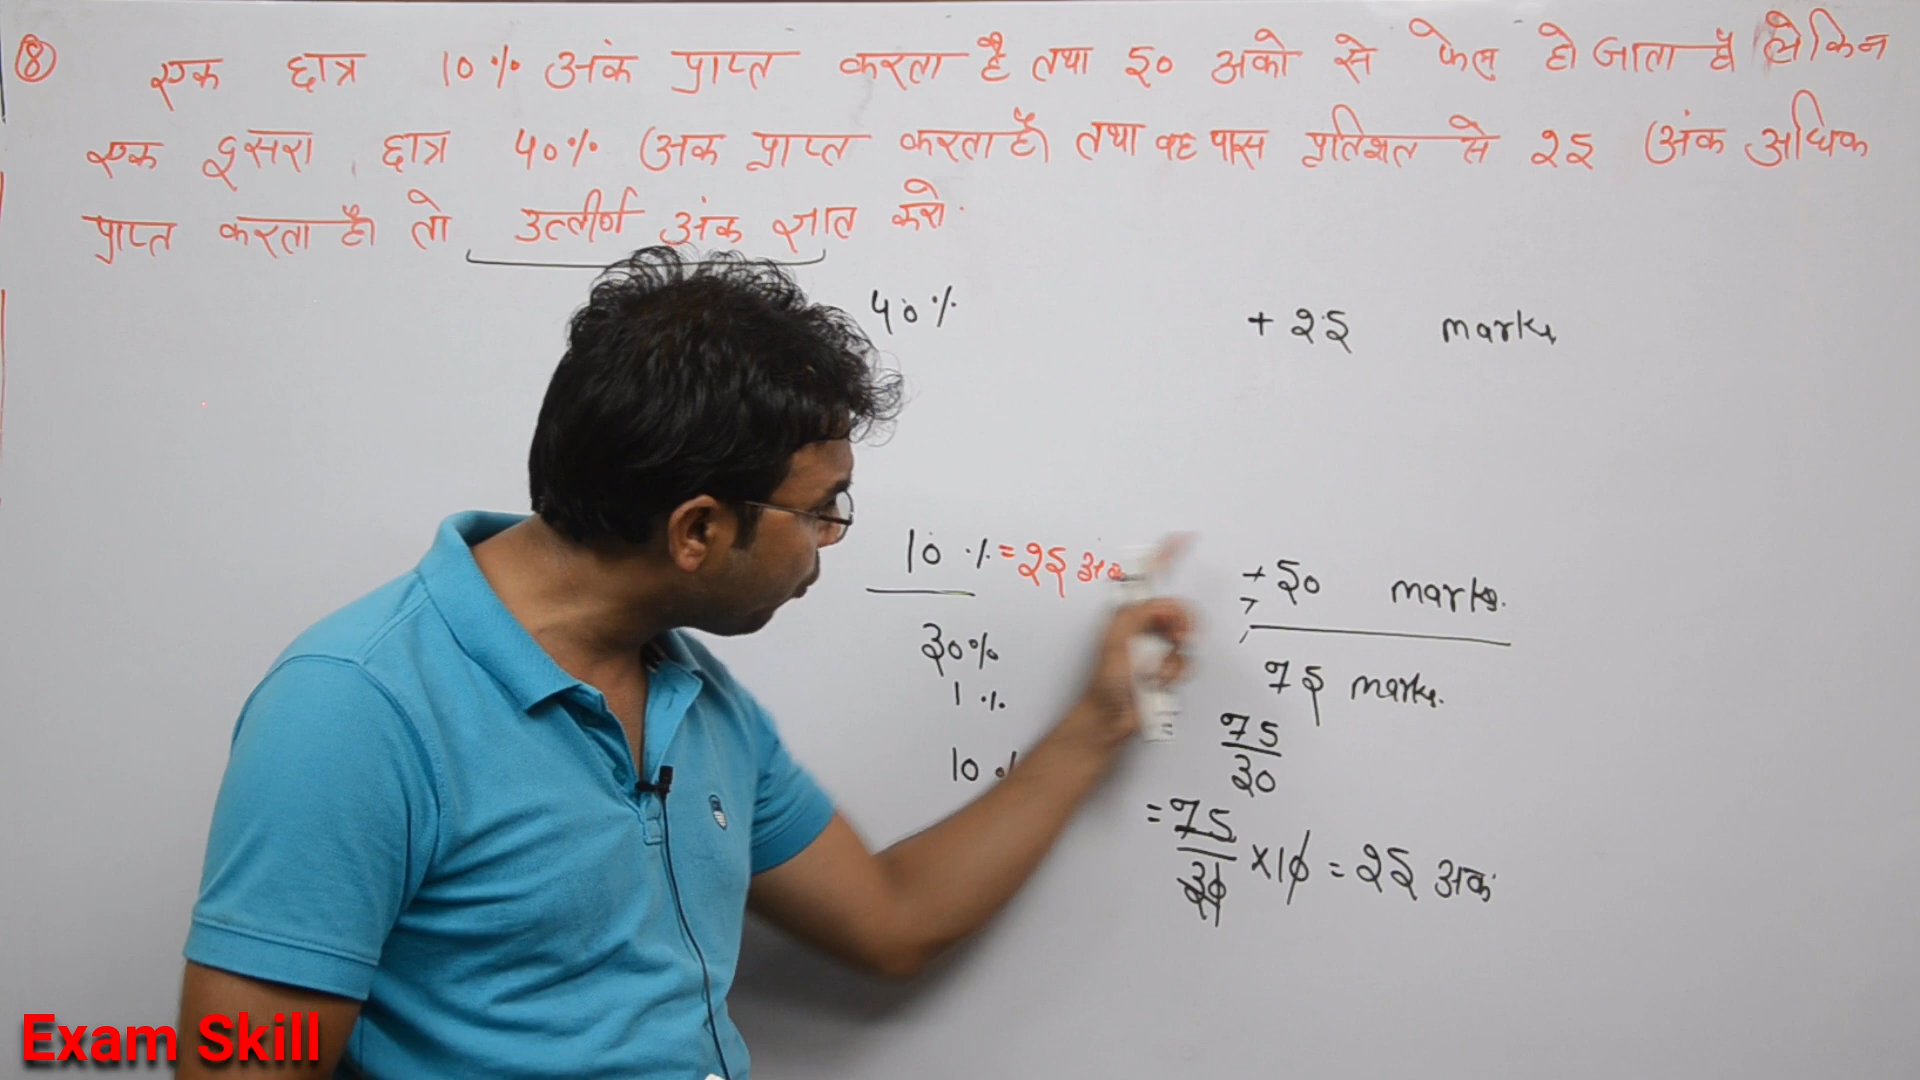 ⑧ एक छात्र 10% अंक प्राप्त करता है तथा 50 अको से फेल हो जाता है लेकिन
एक दुसरा छात्र 40% अंक प्राप्त करता है तथा वह पास प्रतिशत से 25 अंक अधिक
प्राप्त करता है। तो उत्तीर्ण अंक ज्ञात करो.
40% + 25 marks
10% = 25 अंक + 50 marks.
30% 75 marks.
1% = 75/30
10% = 75/30 × 10 = 25 अंक
Exam Skill